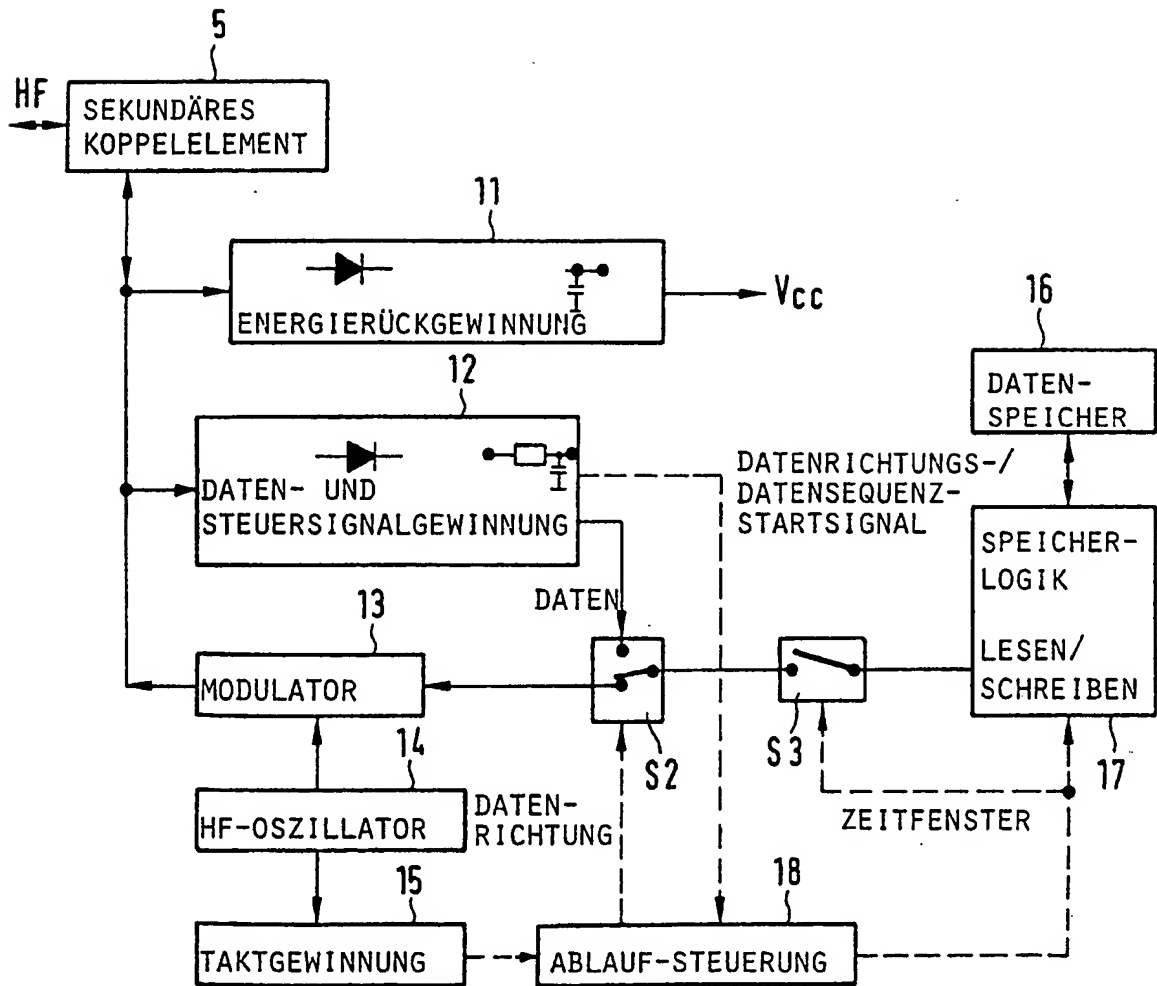 5
HF
SEKUNDÄRES
KOPPELELEMENT
11
ENERGIERÜCKGEWINNUNG
VCC
16
DATEN-
SPEICHER
12
DATEN- UND
STEUERSIGNALGEWINNUNG
DATENRICHTUNGS-/
DATENSEQUENZ-
STARTSIGNAL
SPEICHER-
LOGIK
LESEN/
SCHREIBEN
17
DATEN
13
MODULATOR
S2
S3
14
HF-OSZILLATOR
DATEN-
RICHTUNG
ZEITFENSTER
15
TAKTGEWINNUNG
18
ABLAUF-STEUERUNG